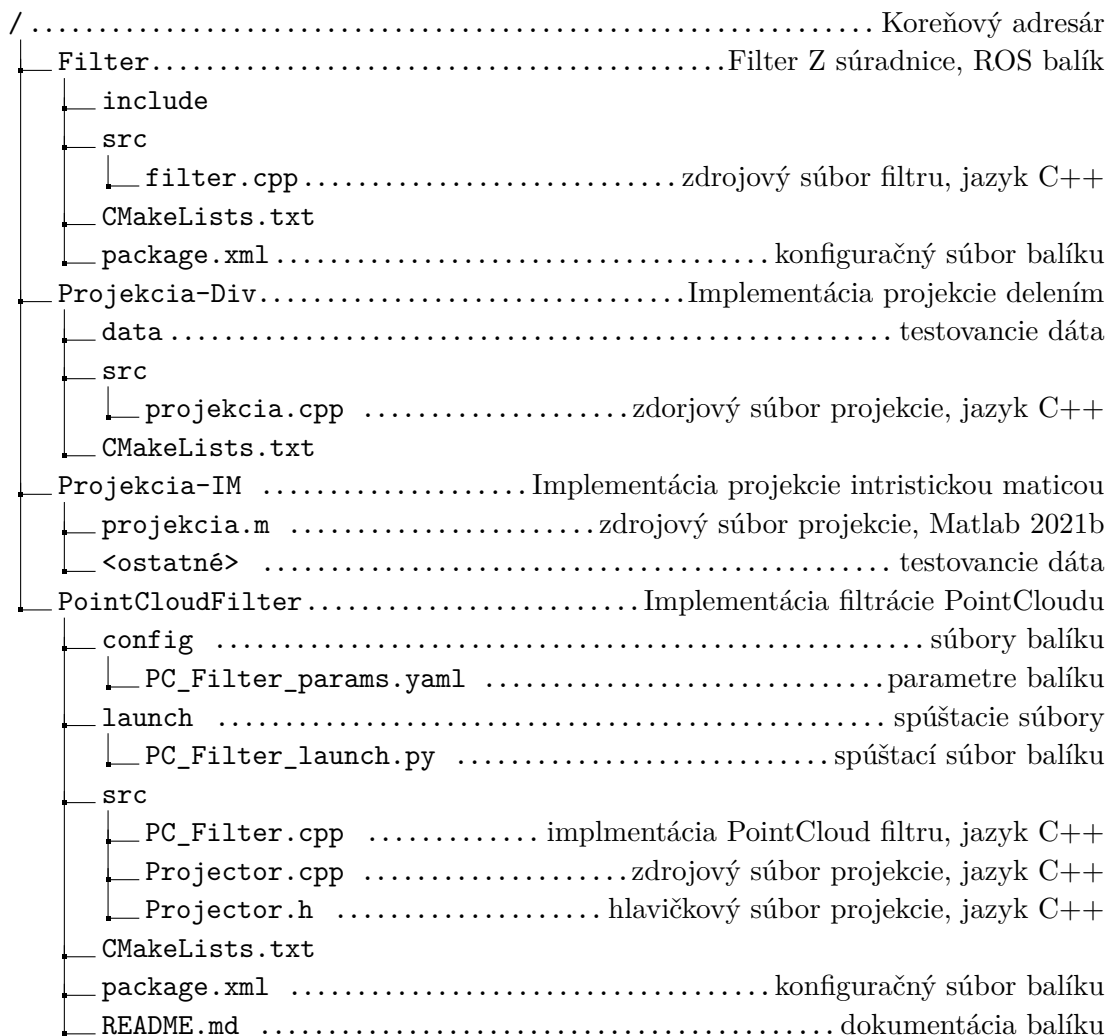 / ........................................ Koreňový adresár
Filter ........................................ Filter Z súradnice, ROS balík
include
src
filter.cpp ........................................ zdrojový súbor filtru, jazyk C++
CMakeLists.txt
package.xml ........................................ konfiguračný súbor balíku
Projekcia-Div ........................................ Implementácia projekcie delením
data ........................................ testovancie dáta
src
projekcia.cpp ........................................ zdorjový súbor projekcie, jazyk C++
CMakeLists.txt
Projekcia-IM ........................................ Implementácia projekcie intristickou maticou
projekcia.m ........................................ zdrojový súbor projekcie, Matlab 2021b
<ostatné> ........................................ testovancie dáta
PointCloudFilter ........................................ Implementácia filtrácie PointCloudu
config ........................................ súbory balíku
PC_Filter_params.yaml ........................................ parametre balíku
launch ........................................ spúštacie súbory
PC_Filter_launch.py ........................................ spúštací súbor balíku
src
PC_Filter.cpp ........................................ implmentácia PointCloud filtru, jazyk C++
Projector.cpp ........................................ zdrojový súbor projekcie, jazyk C++
Projector.h ........................................ hlavičkový súbor projekcie, jazyk C++
CMakeLists.txt
package.xml ........................................ konfiguračný súbor balíku
README.md ........................................ dokumentácia balíku